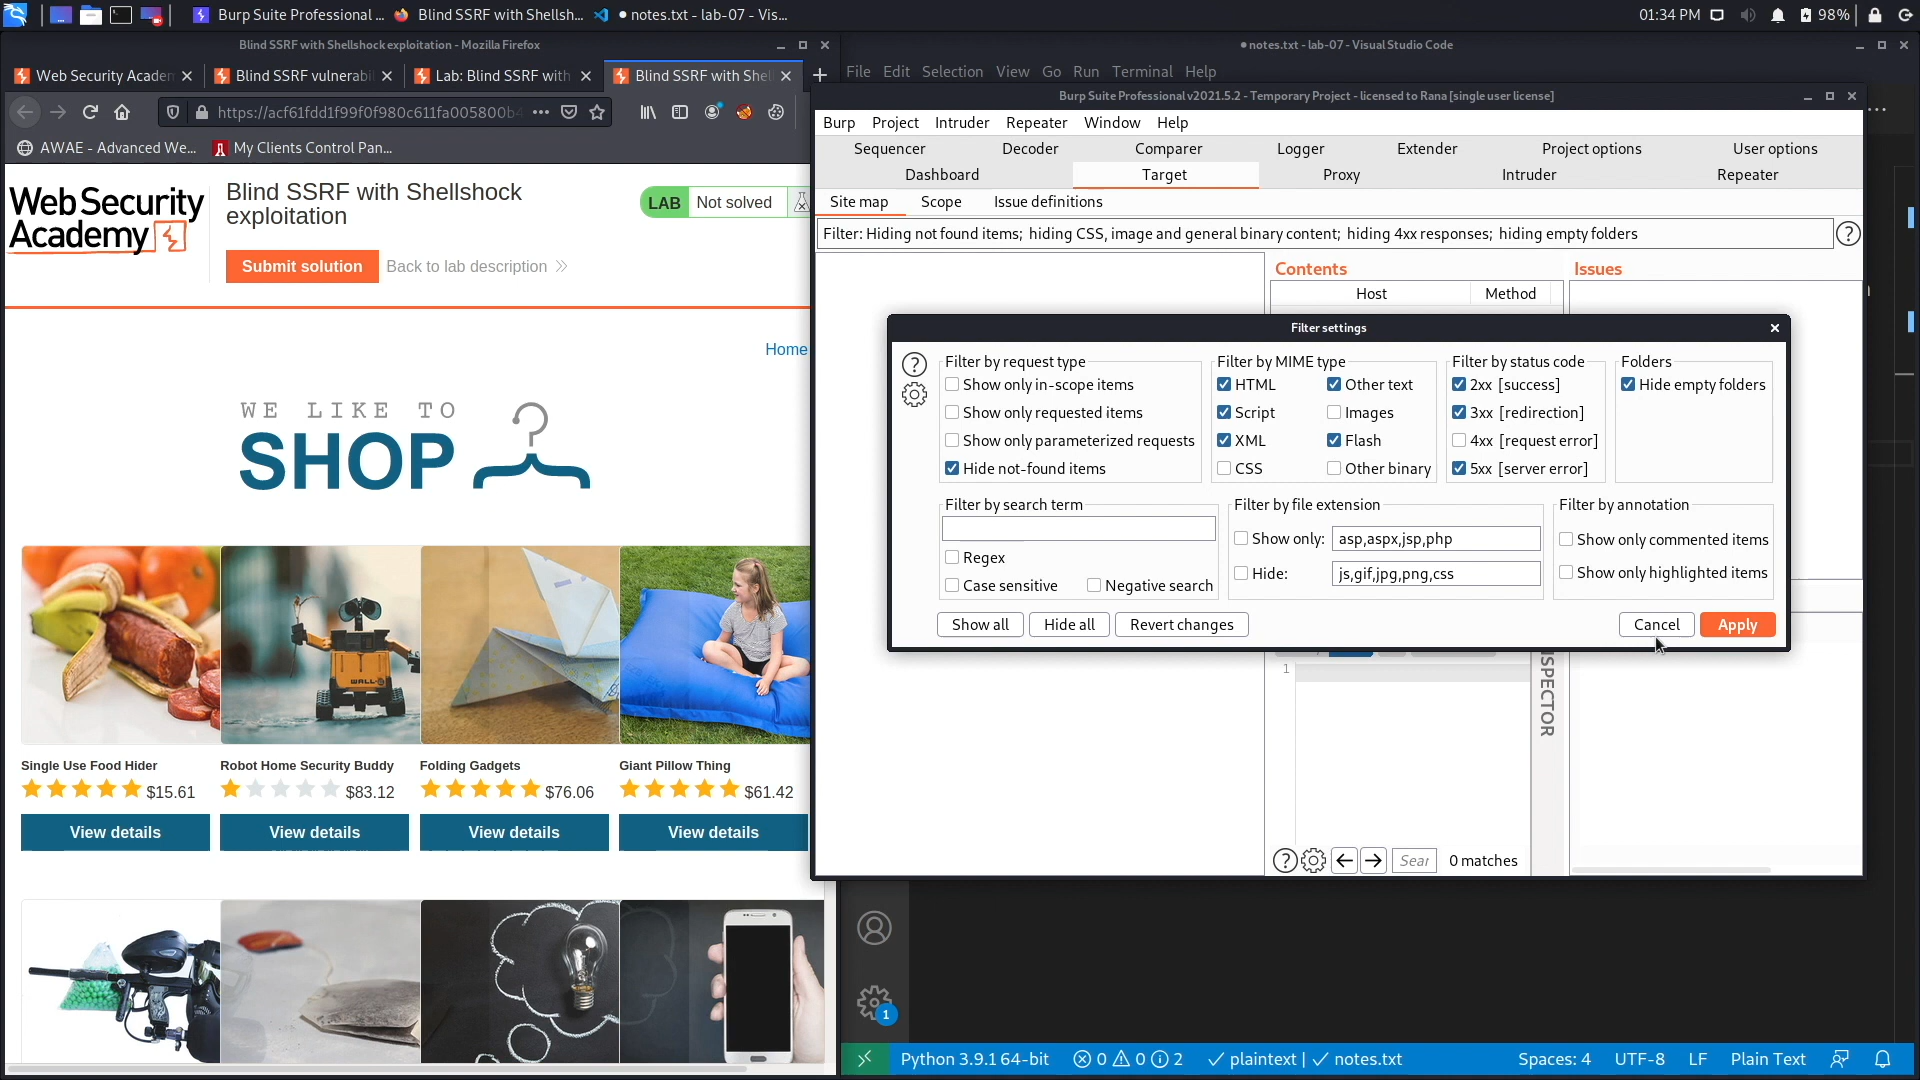 Burp Suite Professional ...
Blind SSRF with Shellsh...
● notes.txt - lab-07 - Vis...
01:34 PM
98%
Blind SSRF with Shellshock exploitation - Mozilla Firefox
● notes.txt - lab-07 - Visual Studio Code
Web Security Academ
Blind SSRF vulnerabil
Lab: Blind SSRF with
Blind SSRF with Shell
File Edit Selection View Go Run Terminal Help
https://acf61fdd1f99f0f980c611fa005800b4
AWAE - Advanced We...
My Clients Control Pan...
Web Security
Academy
Blind SSRF with Shellshock
exploitation
LAB Not solved
Submit solution
Back to lab description
Home
WE LIKE TO
SHOP
WALL-E
Single Use Food Hider
$15.61
View details
Robot Home Security Buddy
$83.12
View details
Folding Gadgets
$76.06
View details
Giant Pillow Thing
$61.42
View details
Burp Suite Professional v2021.5.2 - Temporary Project - licensed to Rana [single user license]
Burp Project Intruder Repeater Window Help
Sequencer Decoder Comparer Logger Extender Project options User options
Dashboard Target Proxy Intruder Repeater
Site map Scope Issue definitions
Filter: Hiding not found items; hiding CSS, image and general binary content; hiding 4xx responses; hiding empty folders
?
Contents
Issues
Host Method
Filter settings
?
Filter by request type
Show only in-scope items
Show only requested items
Show only parameterized requests
Hide not-found items
Filter by MIME type
HTML Other text
Script Images
XML Flash
CSS Other binary
Filter by status code
2xx [success]
3xx [redirection]
4xx [request error]
5xx [server error]
Folders
Hide empty folders
Filter by search term
Regex
Case sensitive Negative search
Filter by file extension
Show only: asp,aspx,jsp,php
Hide: js,gif,jpg,png,css
Filter by annotation
Show only commented items
Show only highlighted items
Show all Hide all Revert changes
Cancel Apply
1
ISPECTOR
? Sear 0 matches
1
Python 3.9.1 64-bit
0 0 2
plaintext | notes.txt
Spaces: 4
UTF-8
LF
Plain Text